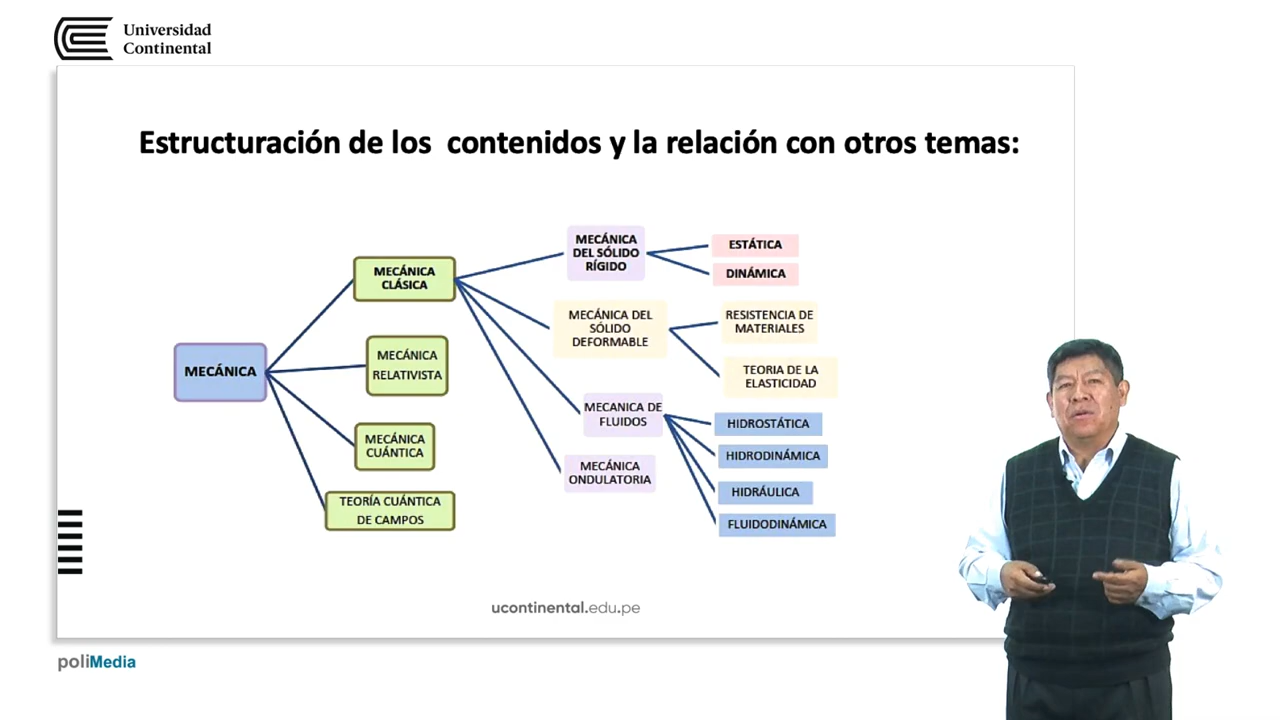 Universidad
Continental
Estructuración de los contenidos y la relación con otros temas:
MECÁNICA
MECÁNICA
CLÁSICA
MECÁNICA
RELATIVISTA
MECÁNICA
CUÁNTICA
TEORÍA CUÁNTICA
DE CAMPOS
MECÁNICA
DEL SÓLIDO
RÍGIDO
ESTÁTICA
DINÁMICA
MECÁNICA DEL
SÓLIDO
DEFORMABLE
RESISTENCIA DE
MATERIALES
TEORIA DE LA
ELASTICIDAD
MECANICA DE
FLUIDOS
HIDROSTÁTICA
HIDRODINÁMICA
HIDRÁULICA
FLUIDODINÁMICA
MECÁNICA
ONDULATORIA
ucontinental.edu.pe
poliMedia